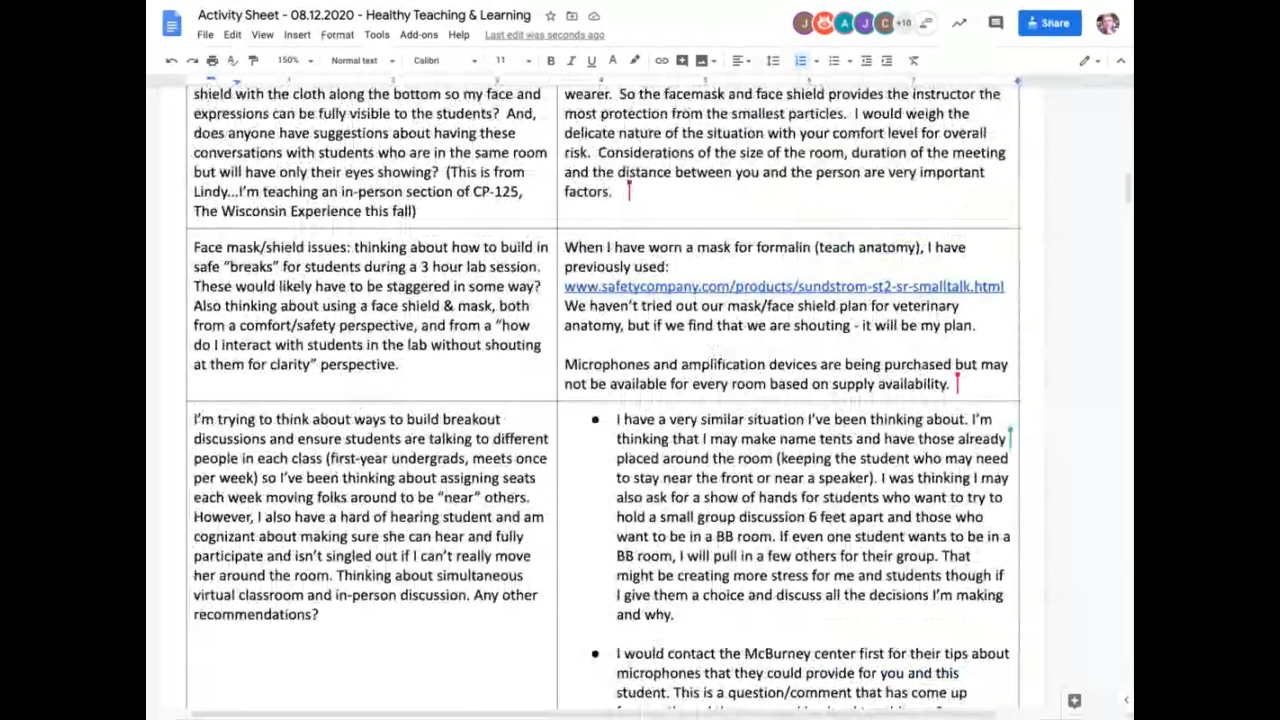 Activity Sheet - 08.12.2020 - Healthy Teaching & Learning
J A J C +10
Share
File Edit View Insert Format Tools Add-ons Help Last edit was seconds ago
150% Normal text Calibri 11 B I U A
1 2 3 4 5 6 7
shield with the cloth along the bottom so my face and
expressions can be fully visible to the students? And,
does anyone have suggestions about having these
conversations with students who are in the same room
but will have only their eyes showing? (This is from
Lindy...I'm teaching an in-person section of CP-125,
The Wisconsin Experience this fall)
wearer. So the facemask and face shield provides the instructor the
most protection from the smallest particles. I would weigh the
delicate nature of the situation with your comfort level for overall
risk. Considerations of the size of the room, duration of the meeting
and the distance between you and the person are very important
factors.
Face mask/shield issues: thinking about how to build in
safe “breaks” for students during a 3 hour lab session.
These would likely have to be staggered in some way?
Also thinking about using a face shield & mask, both
from a comfort/safety perspective, and from a “how
do I interact with students in the lab without shouting
at them for clarity” perspective.
When I have worn a mask for formalin (teach anatomy), I have
previously used:
www.safetycompany.com/products/sundstrom-st2-sr-smalltalk.html
We haven't tried out our mask/face shield plan for veterinary
anatomy, but if we find that we are shouting - it will be my plan.
Microphones and amplification devices are being purchased but may
not be available for every room based on supply availability.
I'm trying to think about ways to build breakout
discussions and ensure students are talking to different
people in each class (first-year undergrads, meets once
per week) so I've been thinking about assigning seats
each week moving folks around to be “near” others.
However, I also have a hard of hearing student and am
cognizant about making sure she can hear and fully
participate and isn't singled out if I can't really move
her around the room. Thinking about simultaneous
virtual classroom and in-person discussion. Any other
recommendations?
● I have a very similar situation I've been thinking about. I'm
thinking that I may make name tents and have those already
placed around the room (keeping the student who may need
to stay near the front or near a speaker). I was thinking I may
also ask for a show of hands for students who want to try to
hold a small group discussion 6 feet apart and those who
want to be in a BB room. If even one student wants to be in a
BB room, I will pull in a few others for their group. That
might be creating more stress for me and students though if
I give them a choice and discuss all the decisions I'm making
and why.
● I would contact the McBurney center first for their tips about
microphones that they could provide for you and this
student. This is a question/comment that has come up